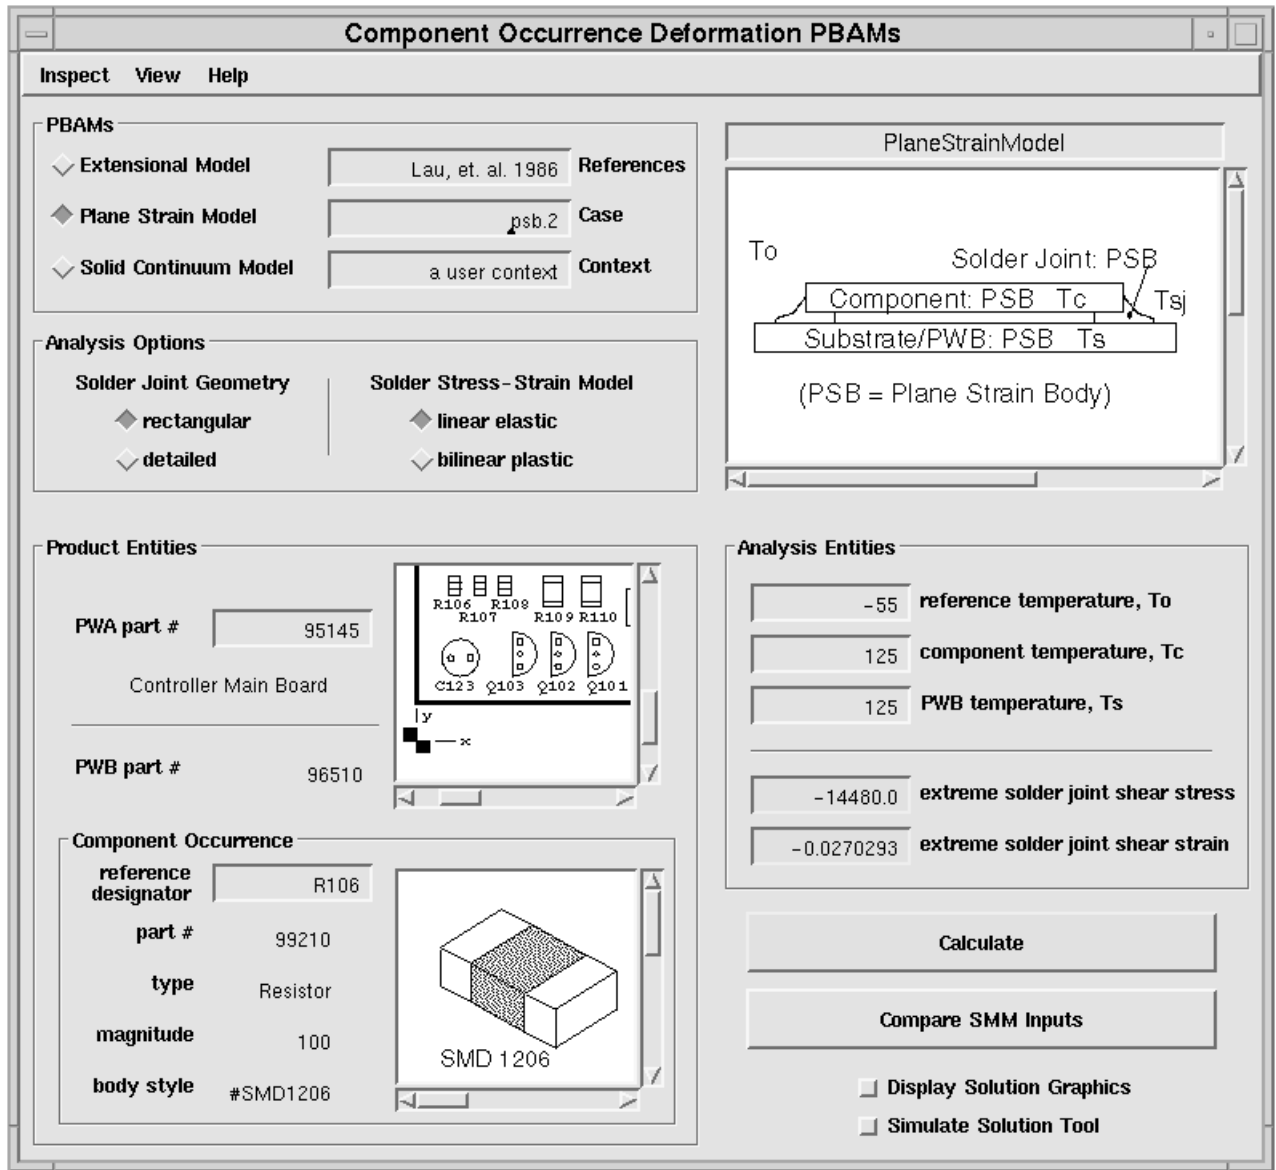 Component Occurrence Deformation PBAMs
Inspect View Help
PBAMs
Extensional Model
Lau, et. al. 1986 References
Plane Strain Model
psb.2 Case
Solid Continuum Model
a user context Context
PlaneStrainModel
To
Solder Joint: PSB
Component: PSB Tc
Tsj
Substrate/PWB: PSB Ts
(PSB = Plane Strain Body)
Analysis Options
Solder Joint Geometry
rectangular
detailed
Solder Stress-Strain Model
linear elastic
bilinear plastic
Product Entities
PWA part # 95145
Controller Main Board
PWB part # 96510
R106 R108 R109 R110
R107
C123 Q103 Q102 Q101
y
x
Component Occurrence
reference
designator R106
part # 99210
type Resistor
magnitude 100
body style #SMD1206
SMD 1206
Analysis Entities
-55 reference temperature, To
125 component temperature, Tc
125 PWB temperature, Ts
-14480.0 extreme solder joint shear stress
-0.0270293 extreme solder joint shear strain
Calculate
Compare SMM Inputs
Display Solution Graphics
Simulate Solution Tool